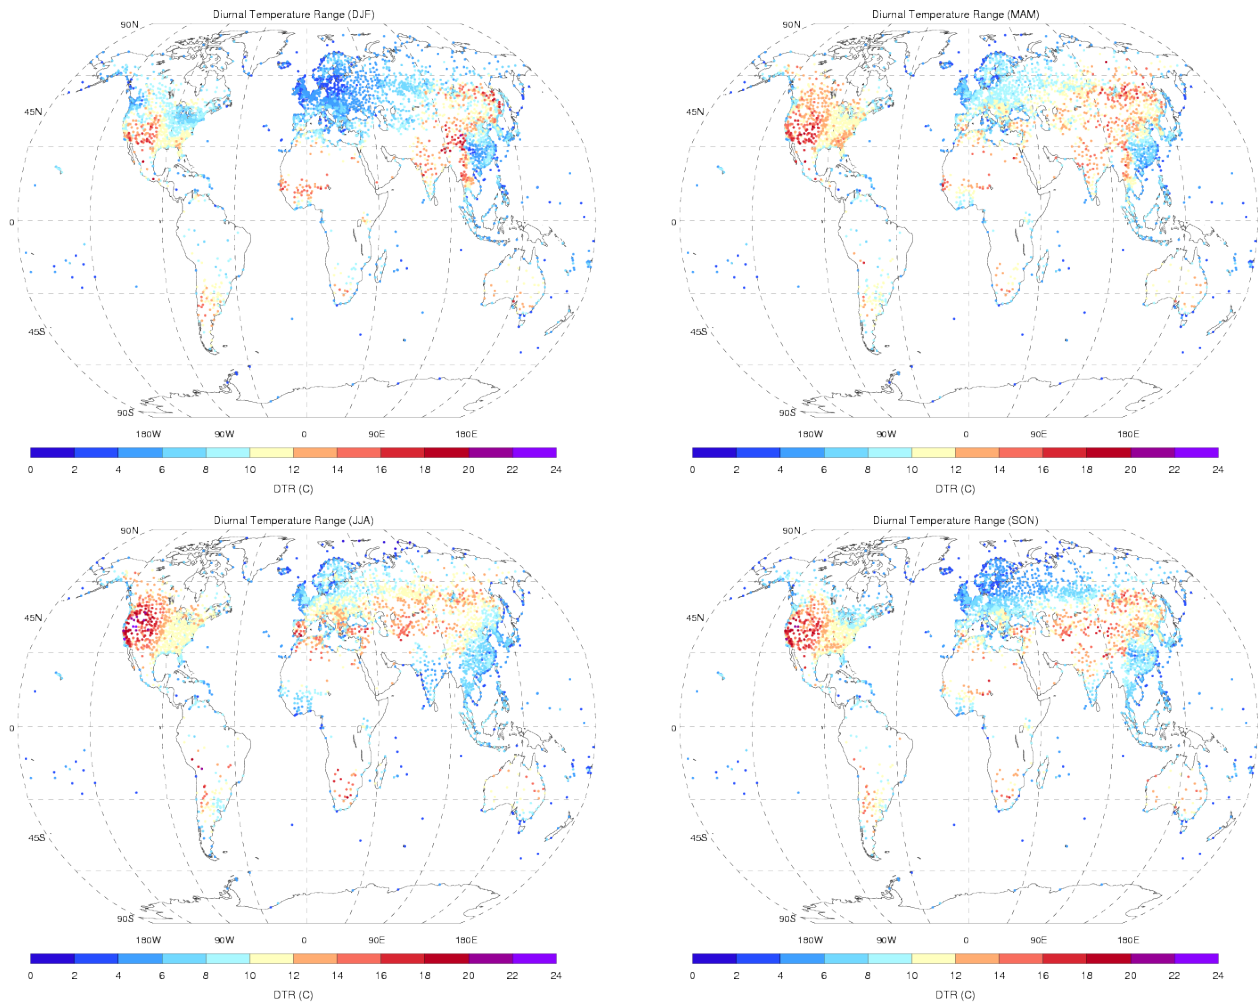 Diurnal Temperature Range (DJF)
90N
45N
0
45S
90S
180W 90W 0 90E 180E
0 2 4 6 8 10 12 14 16 18 20 22 24
DTR (C)
Diurnal Temperature Range (MAM)
90N
45N
0
45S
90S
180W 90W 0 90E 180E
0 2 4 6 8 10 12 14 16 18 20 22 24
DTR (C)
Diurnal Temperature Range (JJA)
90N
45N
0
45S
90S
180W 90W 0 90E 180E
0 2 4 6 8 10 12 14 16 18 20 22 24
DTR (C)
Diurnal Temperature Range (SON)
90N
45N
0
45S
90S
180W 90W 0 90E 180E
0 2 4 6 8 10 12 14 16 18 20 22 24
DTR (C)